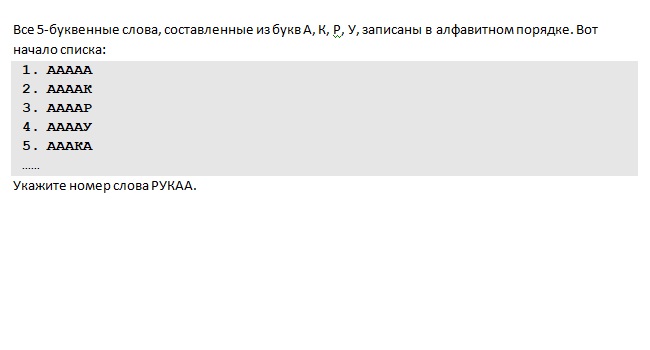 Все 5-буквенные слова, составленные из букв А, К, Р, У, записаны в алфавитном порядке. Вот
начало списка:
1. ААААА
2. ААААК
3. ААААР
4. ААААУ
5. АААКА
……
Укажите номер слова РУКАА.